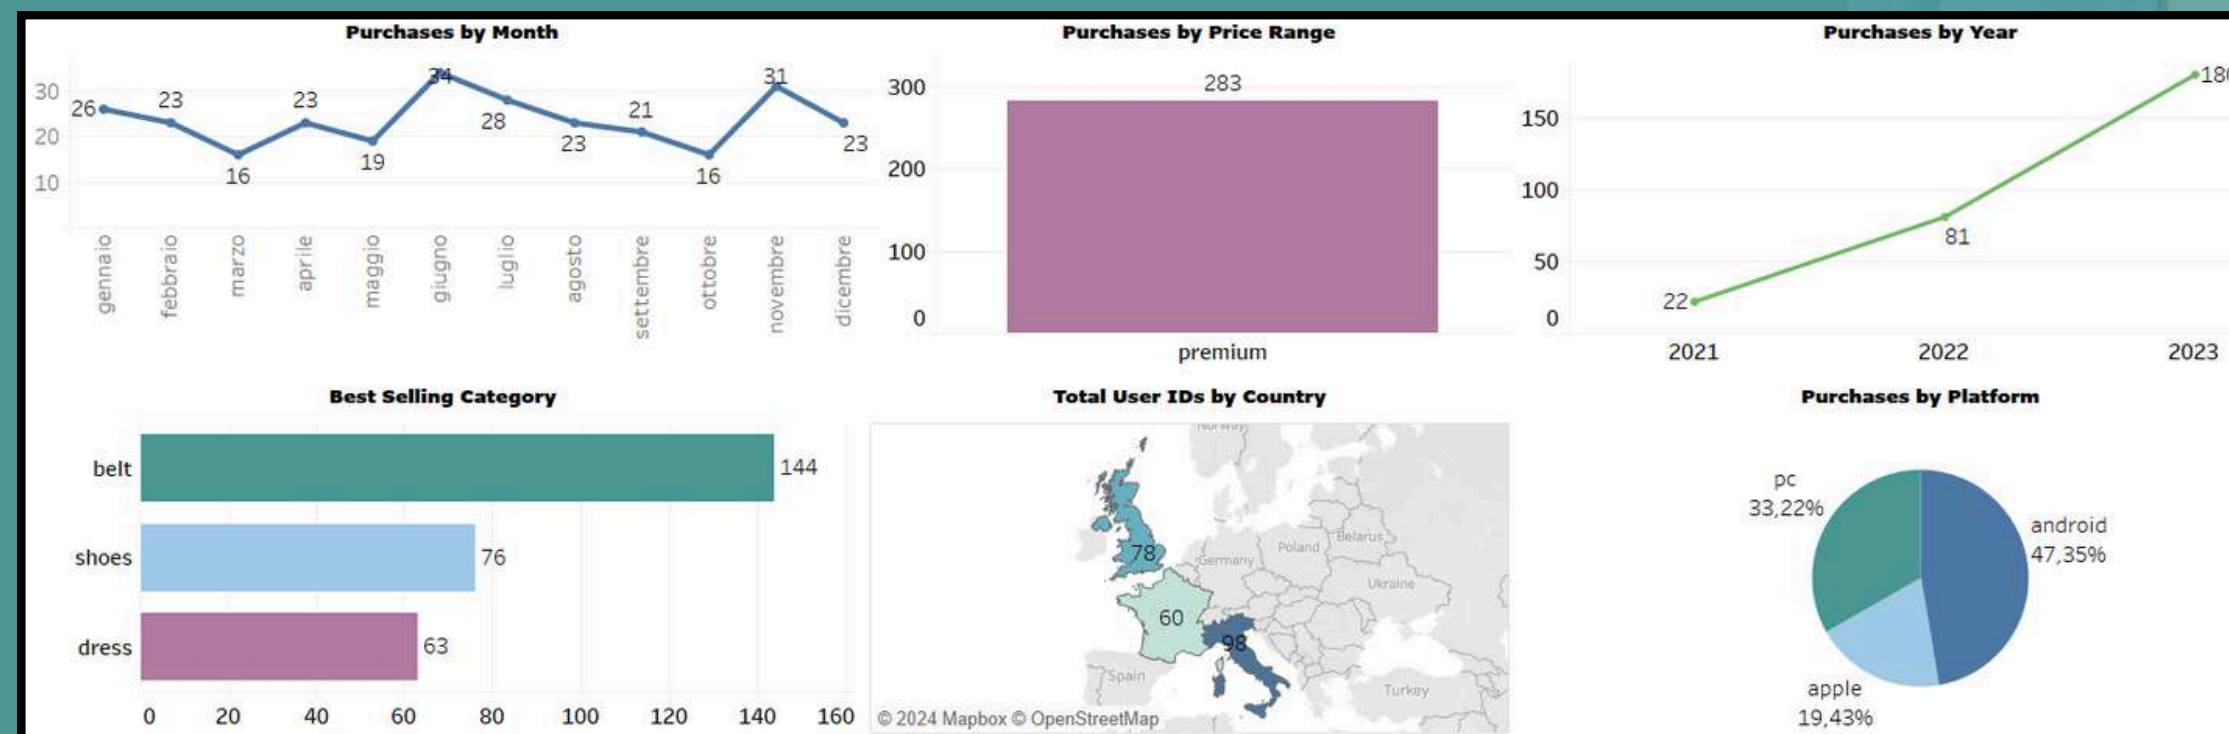 Purchases by Month
30
20
10
26
23
16
23
19
34
28
23
21
16
31
23
gennaio
febbraio
marzo
aprile
maggio
giugno
luglio
agosto
settembre
ottobre
novembre
dicembre
Purchases by Price Range
300
200
100
0
283
premium
Purchases by Year
150
100
50
0
22
81
180
2021
2022
2023
Best Selling Category
belt
144
shoes
76
dress
63
0 20 40 60 80 100 120 140 160
Total User IDs by Country
Norway
78
Belarus
Poland
Germany
Ukraine
60
98
Spain
Turkey
© 2024 Mapbox © OpenStreetMap
Purchases by Platform
pc
33,22%
android
47,35%
apple
19,43%